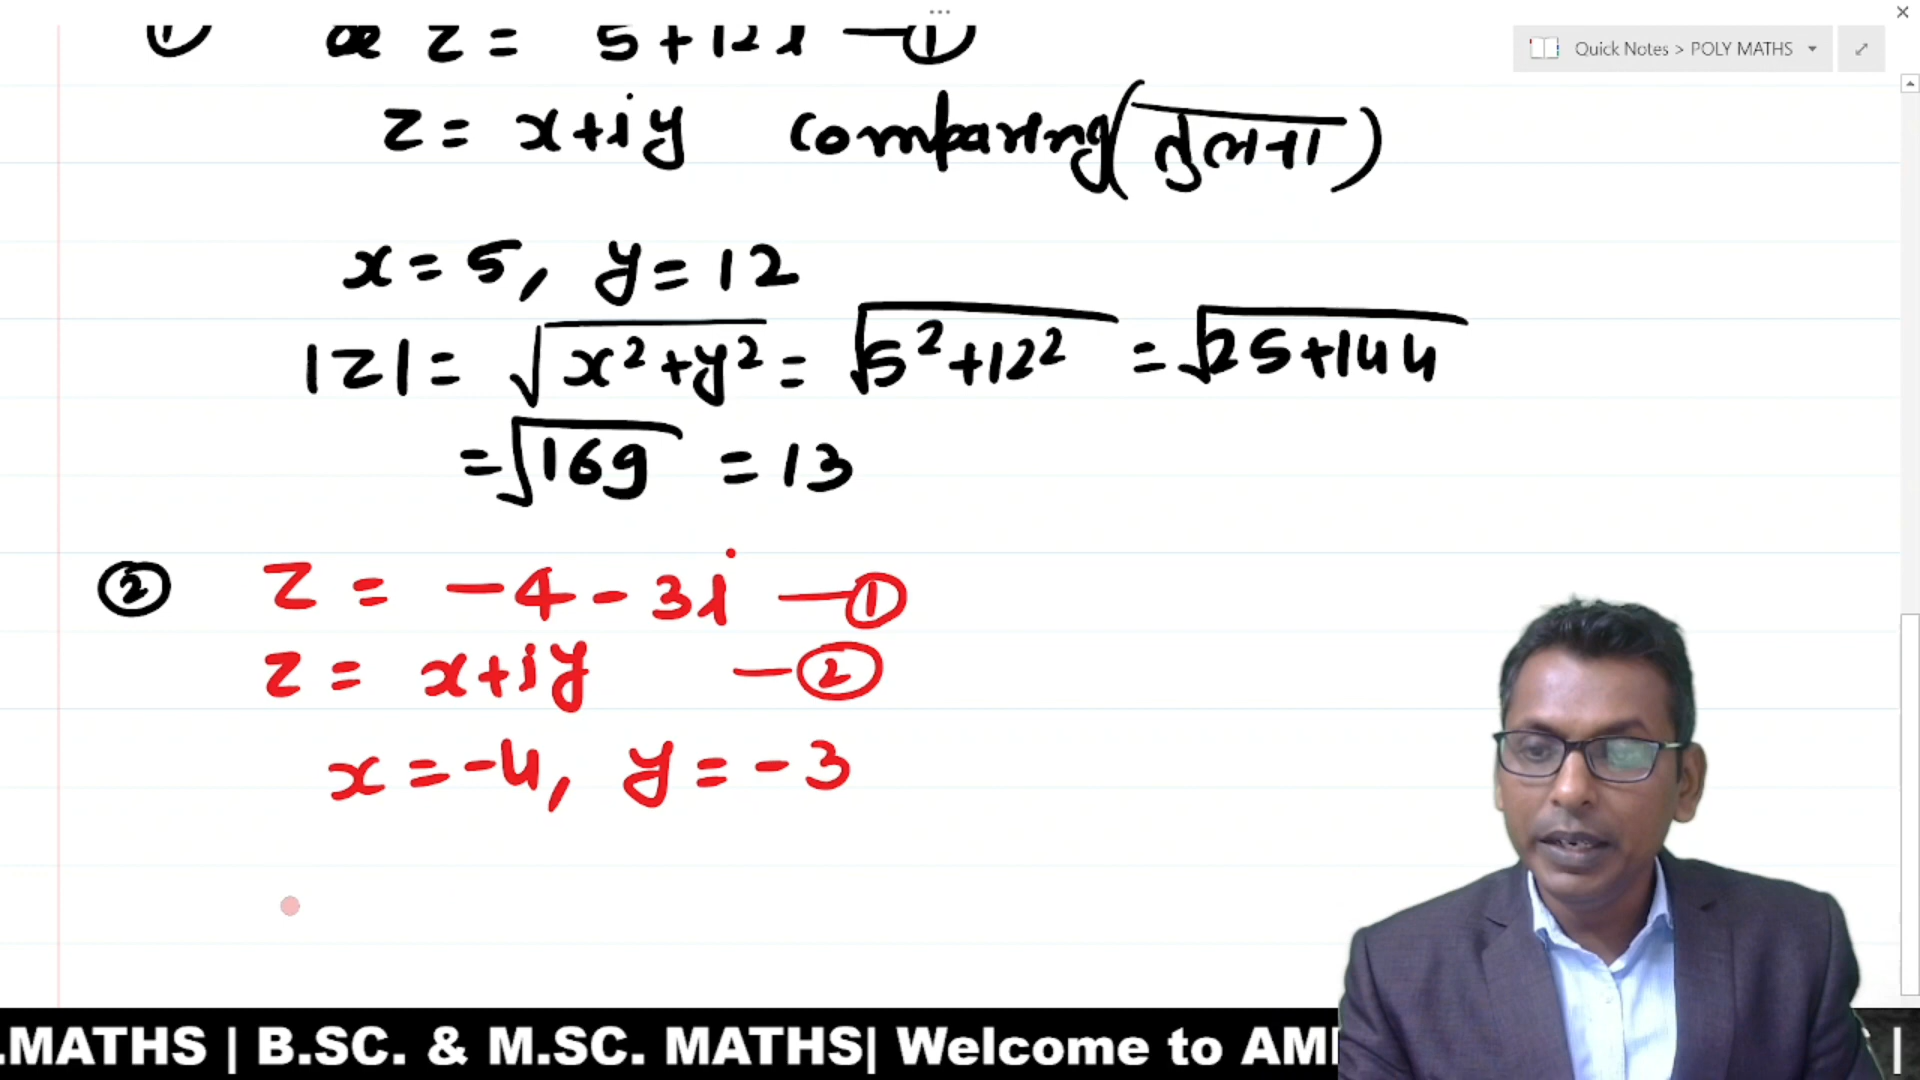 ① z = 5+12i —①
Quick Notes > POLY MATHS
z = x+iy comparing (तुलना)
x = 5, y = 12
|z| = √x²+y² = √5²+12² = √25+144
= √169 = 13
② z = -4-3i —①
z = x+iy —②
x = -4, y = -3
.MATHS | B.SC. & M.SC. MATHS| Welcome to